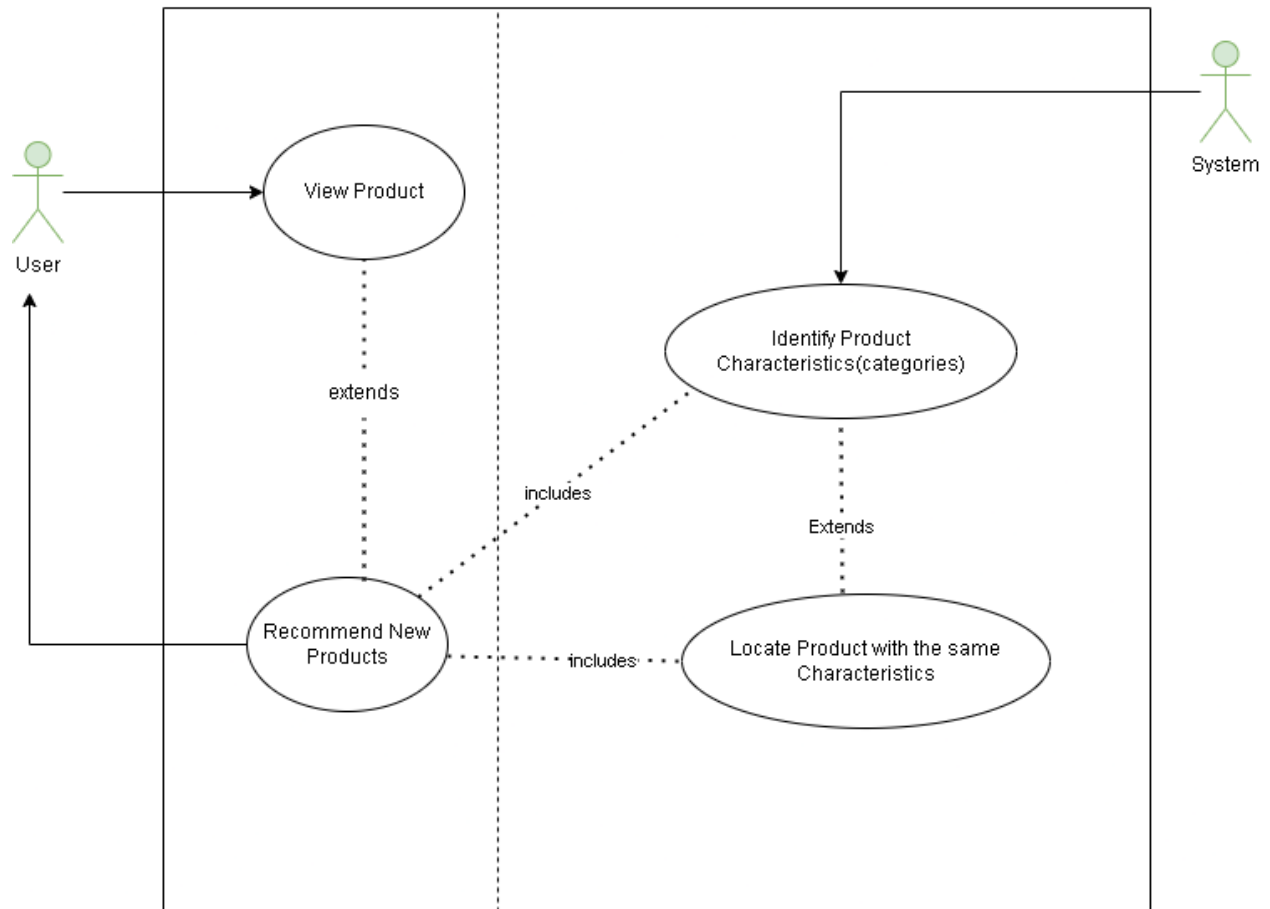 System
View Product
User
Identify Product
Characteristics(categories)
extends
includes
Extends
Recommend New
Products
includes
Locate Product with the same
Characteristics